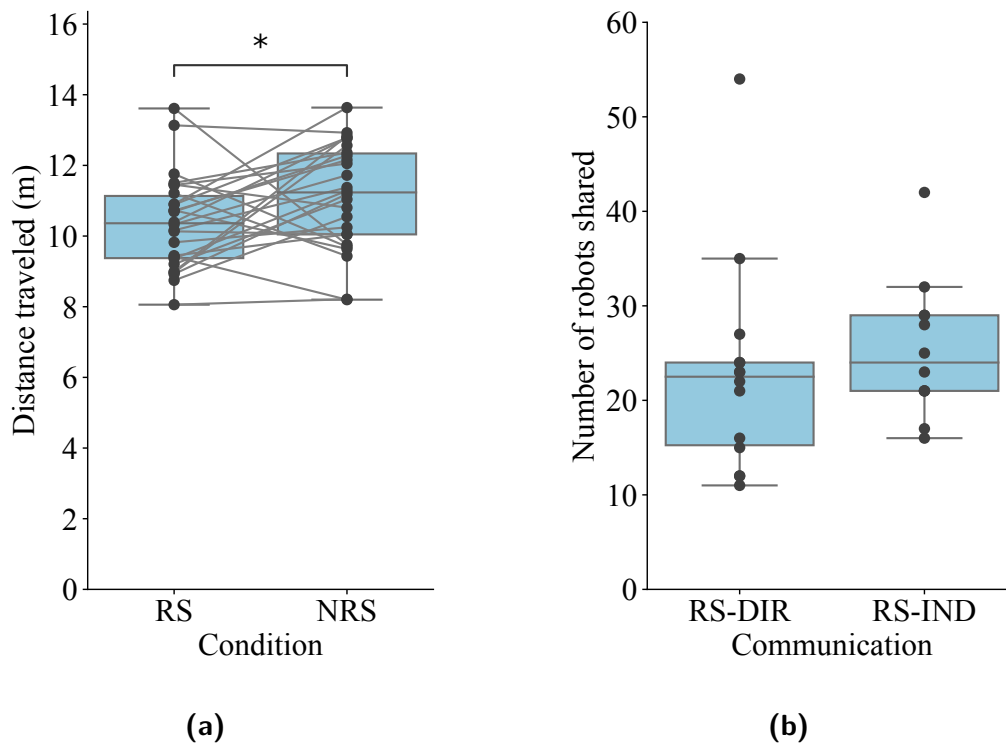 16
14
12
10
8
6
4
2
0
Distance traveled (m)
*
RS NRS
Condition
(a)
60
50
40
30
20
10
0
Number of robots shared
RS-DIR RS-IND
Communication
(b)